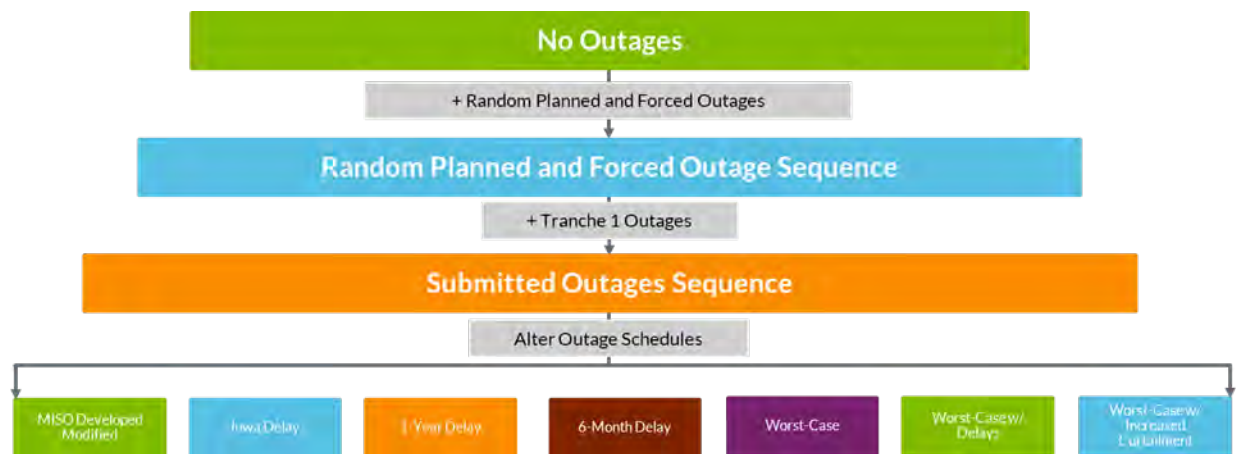 No Outages
+ Random Planned and Forced Outages
Random Planned and Forced Outage Sequence
+ Tranche 1 Outages
Submitted Outages Sequence
Alter Outage Schedules
MISO Developed
Modified
Iowa Delay
1-Year Delay
6-Month Delay
Worst-Case
Worst-Case w/
Delays
Worst-Case w/
Increased
Curtailment